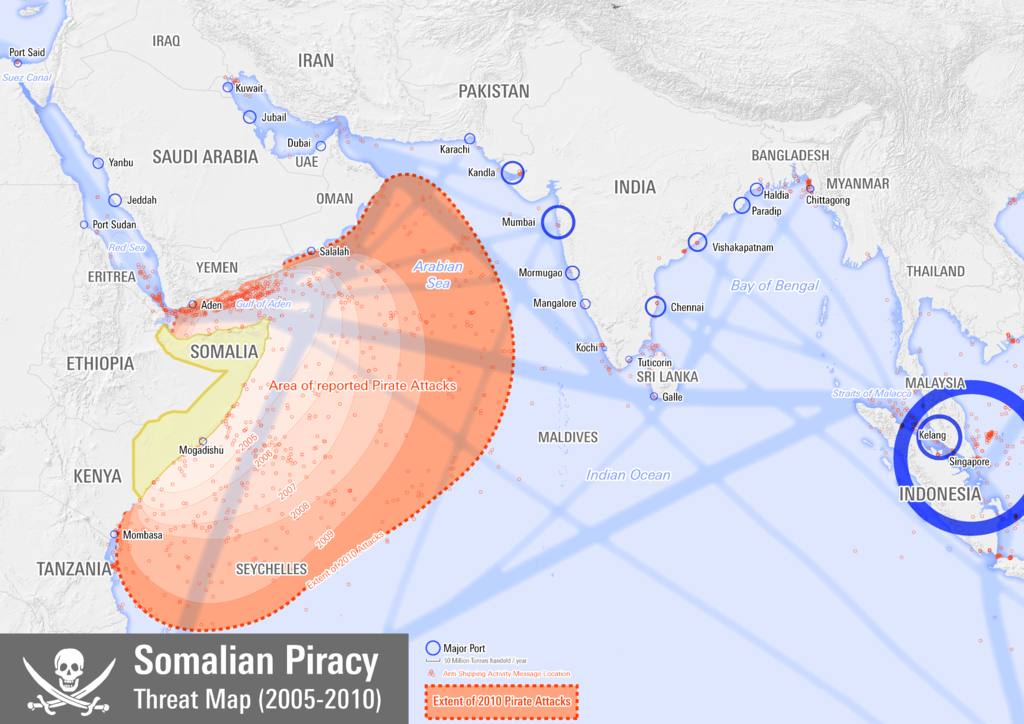 IRAQ
Port Said
Suez Canal
IRAN
Kuwait
PAKISTAN
Jubail
Dubai
UAE
Karachi
SAUDI ARABIA
Yanbu
Kandla
BANGLADESH
INDIA
MYANMAR
Haldia
Chittagong
Paradip
Jeddah
OMAN
Port Sudan
Mumbai
Red Sea
Salalah
Vishakapatnam
YEMEN
Arabian
Sea
Mormugao
THAILAND
ERITREA
Bay of Bengal
Aden
Gulf of Aden
Mangalore
Chennai
SOMALIA
Kochi
ETHIOPIA
Tuticorin
SRI LANKA
Area of reported Pirate Attacks
MALAYSIA
Straits of Malacca
Galle
Mogadishu
2005
2006
MALDIVES
Kelang
Singapore
KENYA
Indian Ocean
2007
INDONESIA
2008
Mombasa
2009
TANZANIA
SEYCHELLES
Extent of 2010 Attacks
Somalian Piracy
Threat Map (2005-2010)
Major Port
50 Million Tonnes handeld / year
Anti Shipping Activity Message Location
Extent of 2010 Pirate Attacks